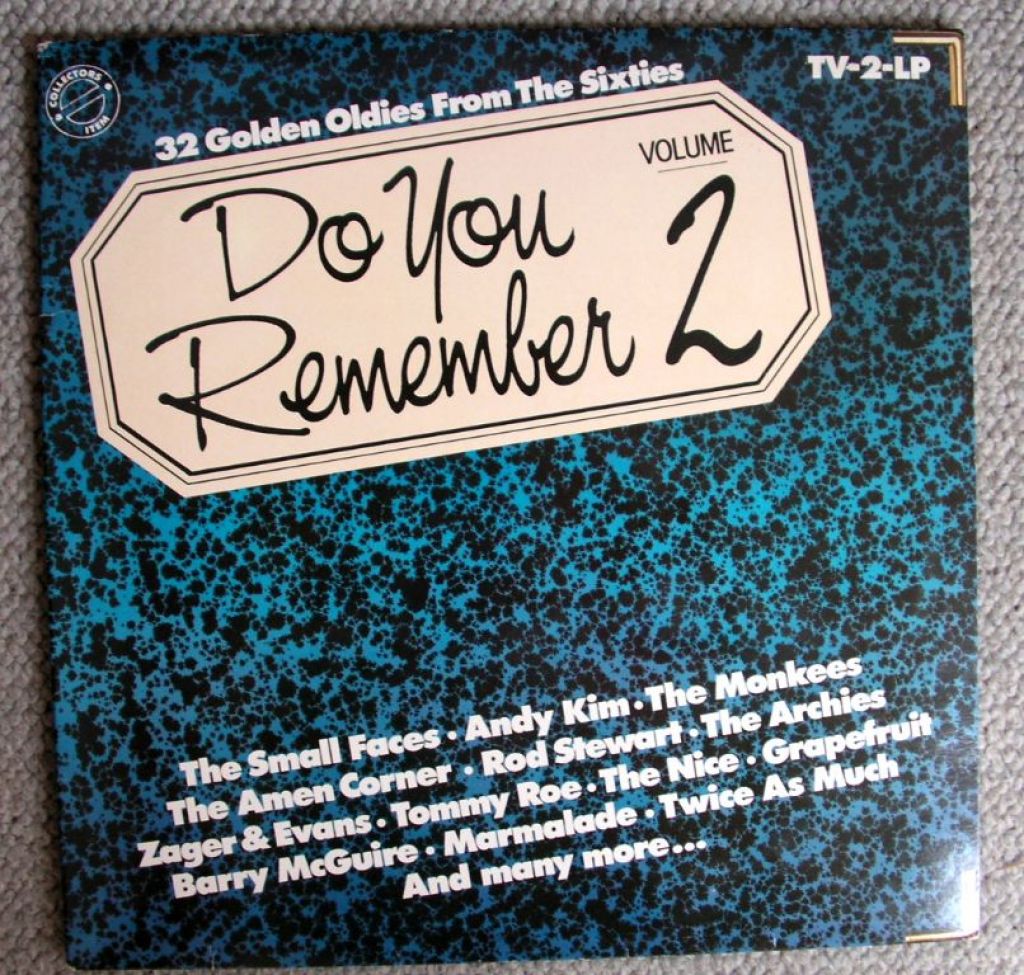 COLLECTORS ITEM
TV-2-LP
32 Golden Oldies From The Sixties
VOLUME
2
Do You
Remember
The Small Faces · Andy Kim · The Monkees
The Amen Corner · Rod Stewart · The Archies
Zager & Evans · Tommy Roe · The Nice · Grapefruit
Barry McGuire · Marmalade · Twice As Much
And many more...